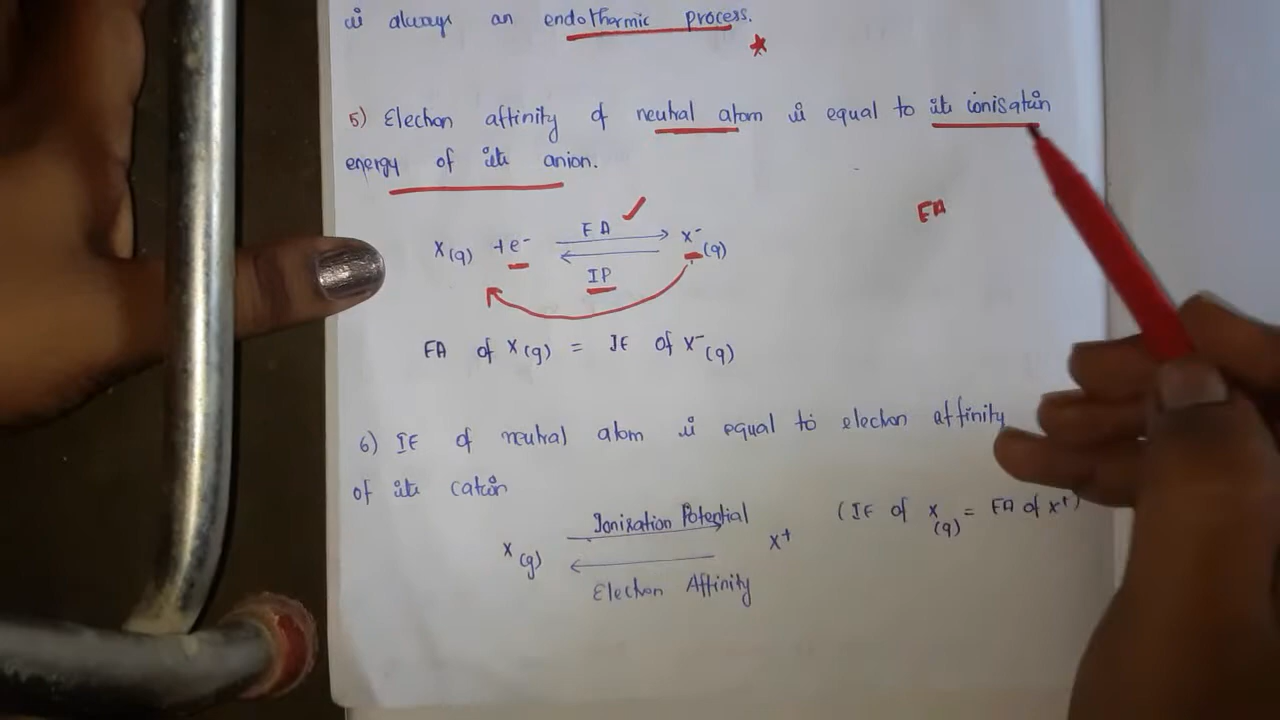 is always an endothermic process.
5) Electron affinity of neutral atom is equal to its ionisation
energy of its anion.
EA
X(g) + e- EA X-(g)
IP
EA of X(g) = IE of X-(g)
6) IE of neutral atom is equal to electron affinity
of its cation
X(g) Ionization Potential X+ (IE of X(g) = EA of X+)
Electron Affinity